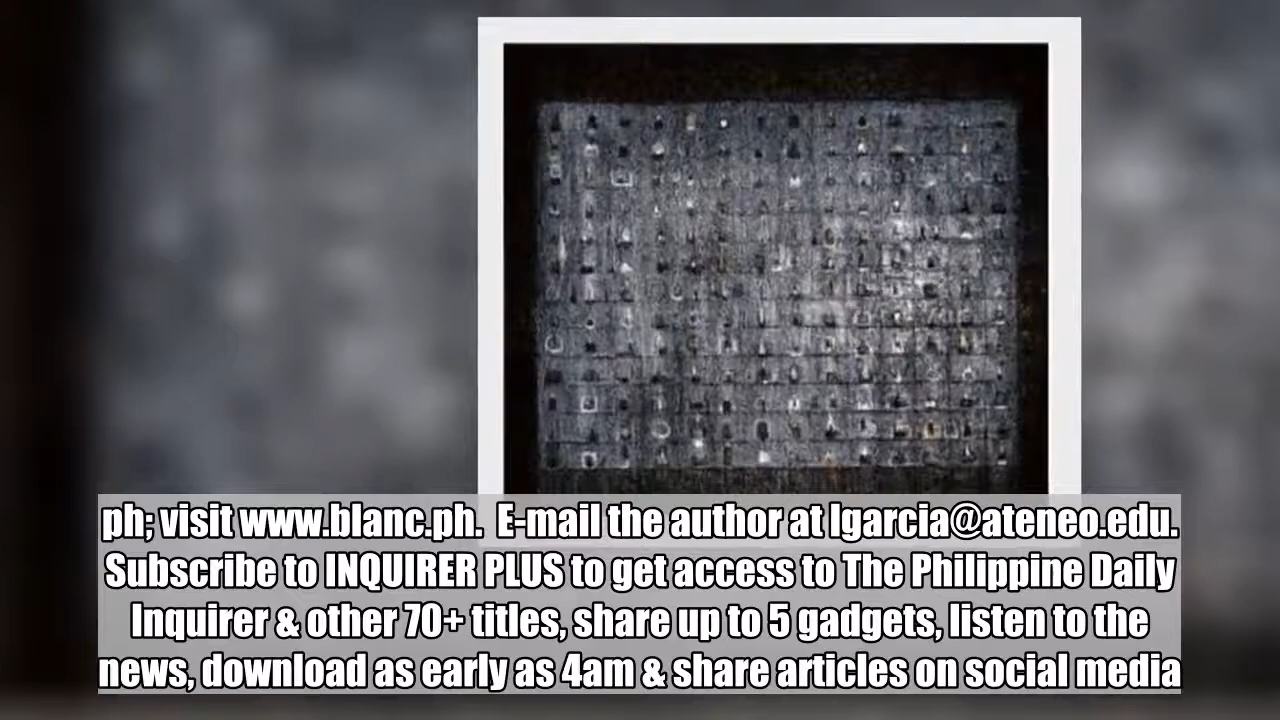 ph; visit www.blanc.ph. E-mail the author at lgarcia@ateneo.edu.
Subscribe to INQUIRER PLUS to get access to The Philippine Daily
Inquirer & other 70+ titles, share up to 5 gadgets, listen to the
news, download as early as 4am & share articles on social media